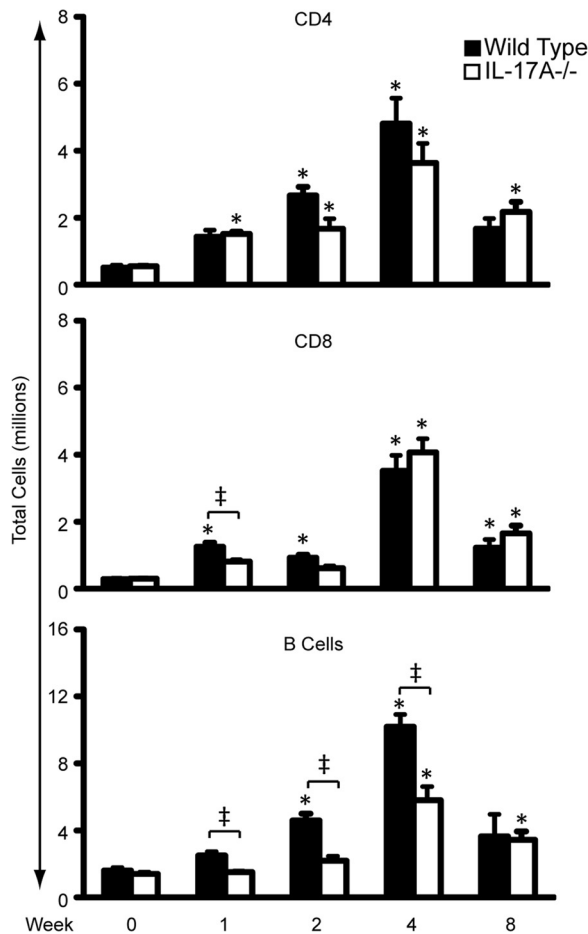 CD4
Wild Type
IL-17A-/-
8
6
4
2
0
* * * * * *
CD8
8
6
4
2
0
‡
* * * * * *
B Cells
16
12
8
4
0
‡ ‡ ‡
* * * *
Total Cells (millions)
Week 0 1 2 4 8